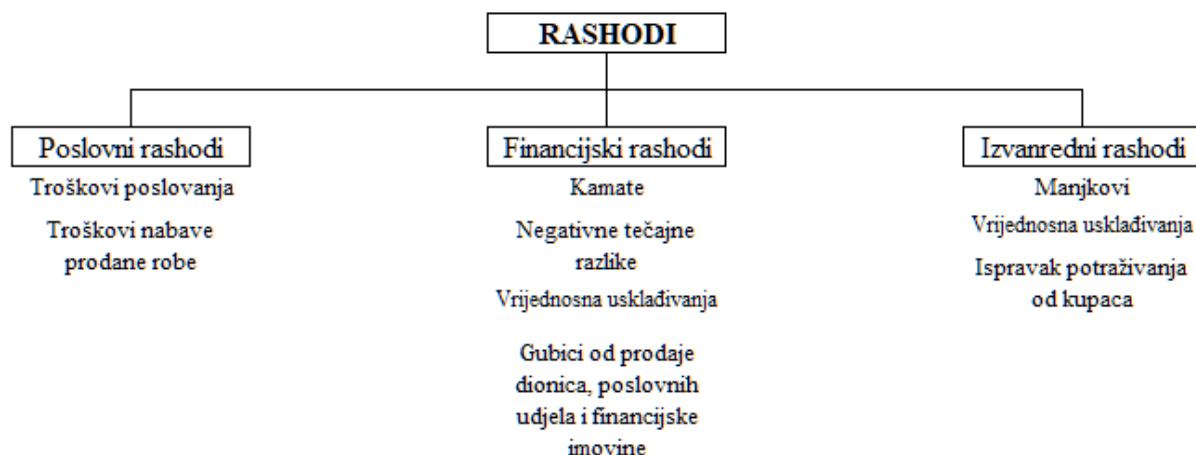 RASHODI
Poslovni rashodi
Troškovi poslovanja
Troškovi nabave
prodane robe
Financijski rashodi
Kamate
Negativne tečajne
razlike
Vrijednosna usklađivanja
Gubici od prodaje
dionica, poslovnih
udjela i financijske
imovine
Izvanredni rashodi
Manjkovi
Vrijednosna usklađivanja
Ispravak potraživanja
od kupaca